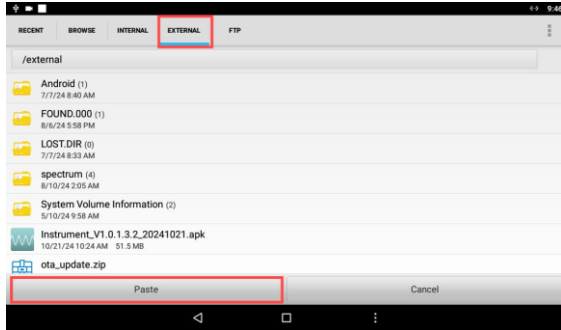 9:46
RECENT BROWSE INTERNAL EXTERNAL FTP
/external
Android (1)
7/7/24 8:40 AM
FOUND.000 (1)
8/6/24 5:58 PM
LOST.DIR (0)
7/7/24 8:33 AM
spectrum (4)
8/10/24 2:05 AM
System Volume Information (2)
5/10/24 9:58 AM
Instrument_V1.0.1.3.2_20241021.apk
10/21/24 10:24 AM 51.5 MB
ota_update.zip
Paste Cancel